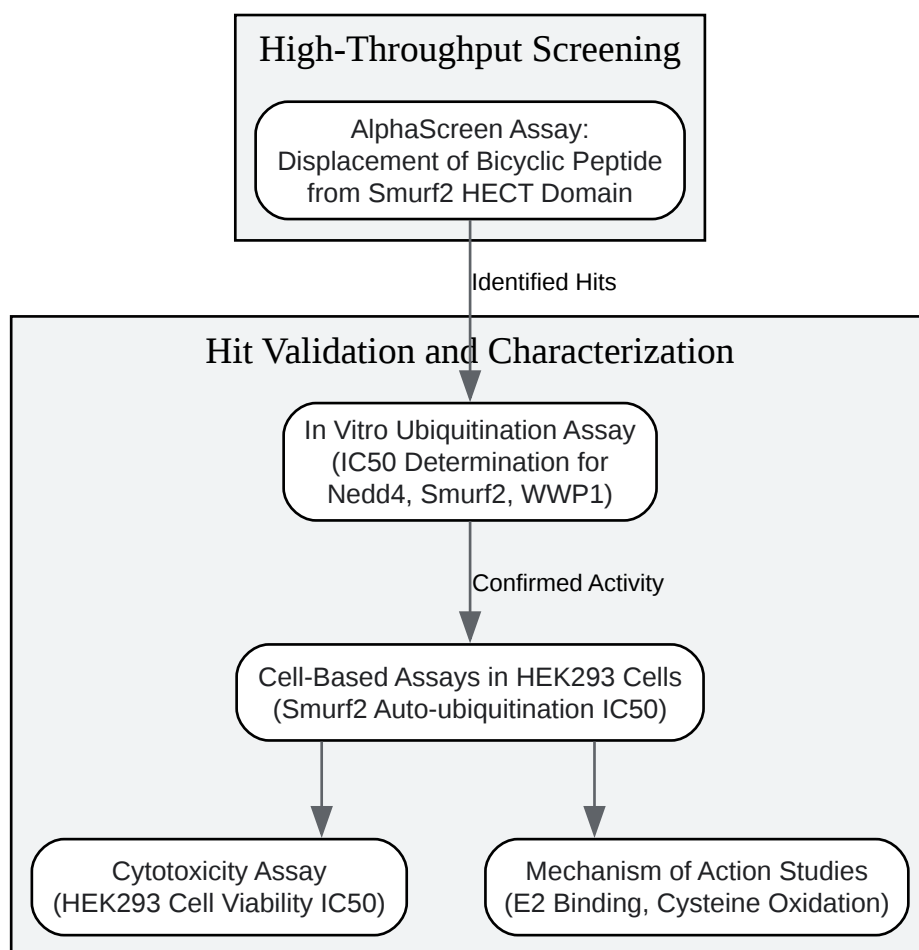 High-Throughput Screening
AlphaScreen Assay:
Displacement of Bicyclic Peptide
from Smurf2 HECT Domain
Identified Hits
Hit Validation and Characterization
In Vitro Ubiquitination Assay
(IC50 Determination for
Nedd4, Smurf2, WWP1)
Confirmed Activity
Cell-Based Assays in HEK293 Cells
(Smurf2 Auto-ubiquitination IC50)
Cytotoxicity Assay
(HEK293 Cell Viability IC50)
Mechanism of Action Studies
(E2 Binding, Cysteine Oxidation)